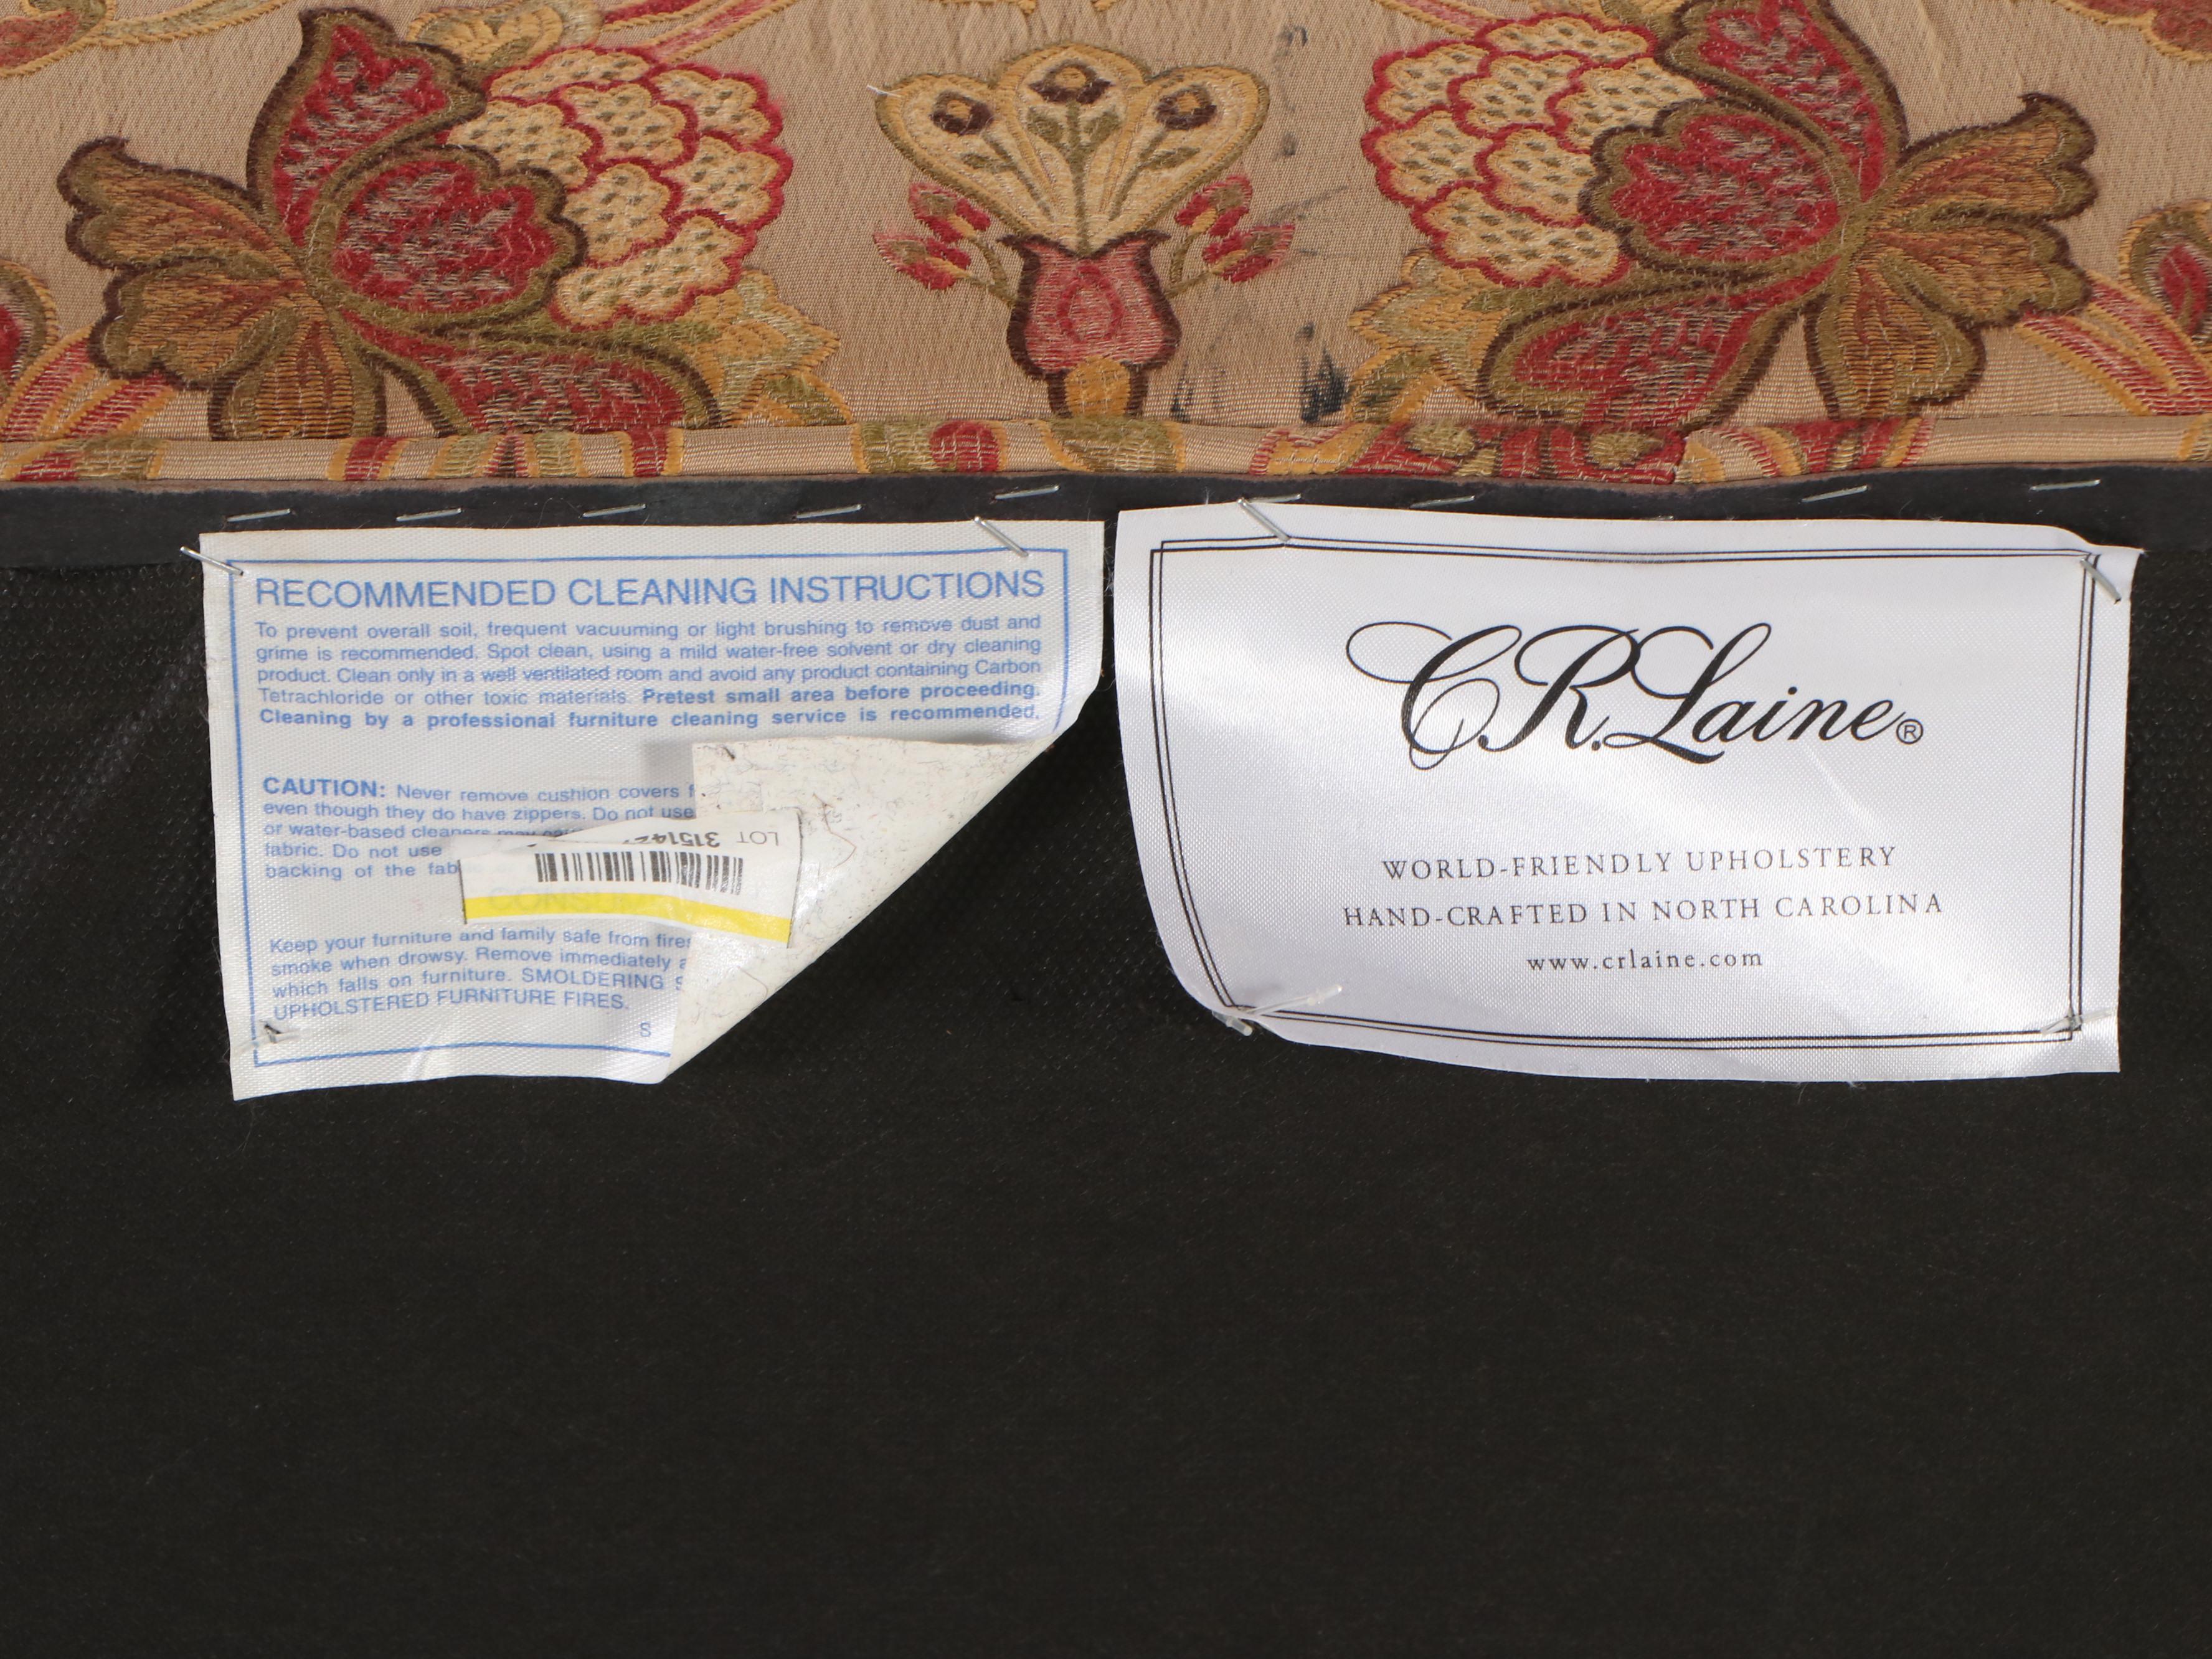 RECOMMENDED CLEANING INSTRUCTIONS
To prevent overall soil, frequent vacuuming or light brushing to remove dust and
grime is recommended. Spot clean, using a mild water-free solvent or dry cleaning
product. Clean only in a well ventilated room and avoid any product containing Carbon
Tetrachloride or other toxic materials. Pretest small area before proceeding.
Cleaning by a professional furniture cleaning service is recommended.
CAUTION: Never remove cushion covers
even though they do have zippers. Do not use
or water-based cleaners may
fabric. Do not use
backing of the
LOT
Keep your furniture and family safe from
smoke when drowsy. Remove immediately
which falls on furniture. SMOLDERING
UPHOLSTERED FURNITURE FIRES.
S
C.R. Laine®
WORLD-FRIENDLY UPHOLSTERY
HAND-CRAFTED IN NORTH CAROLINA
www.crlaine.com